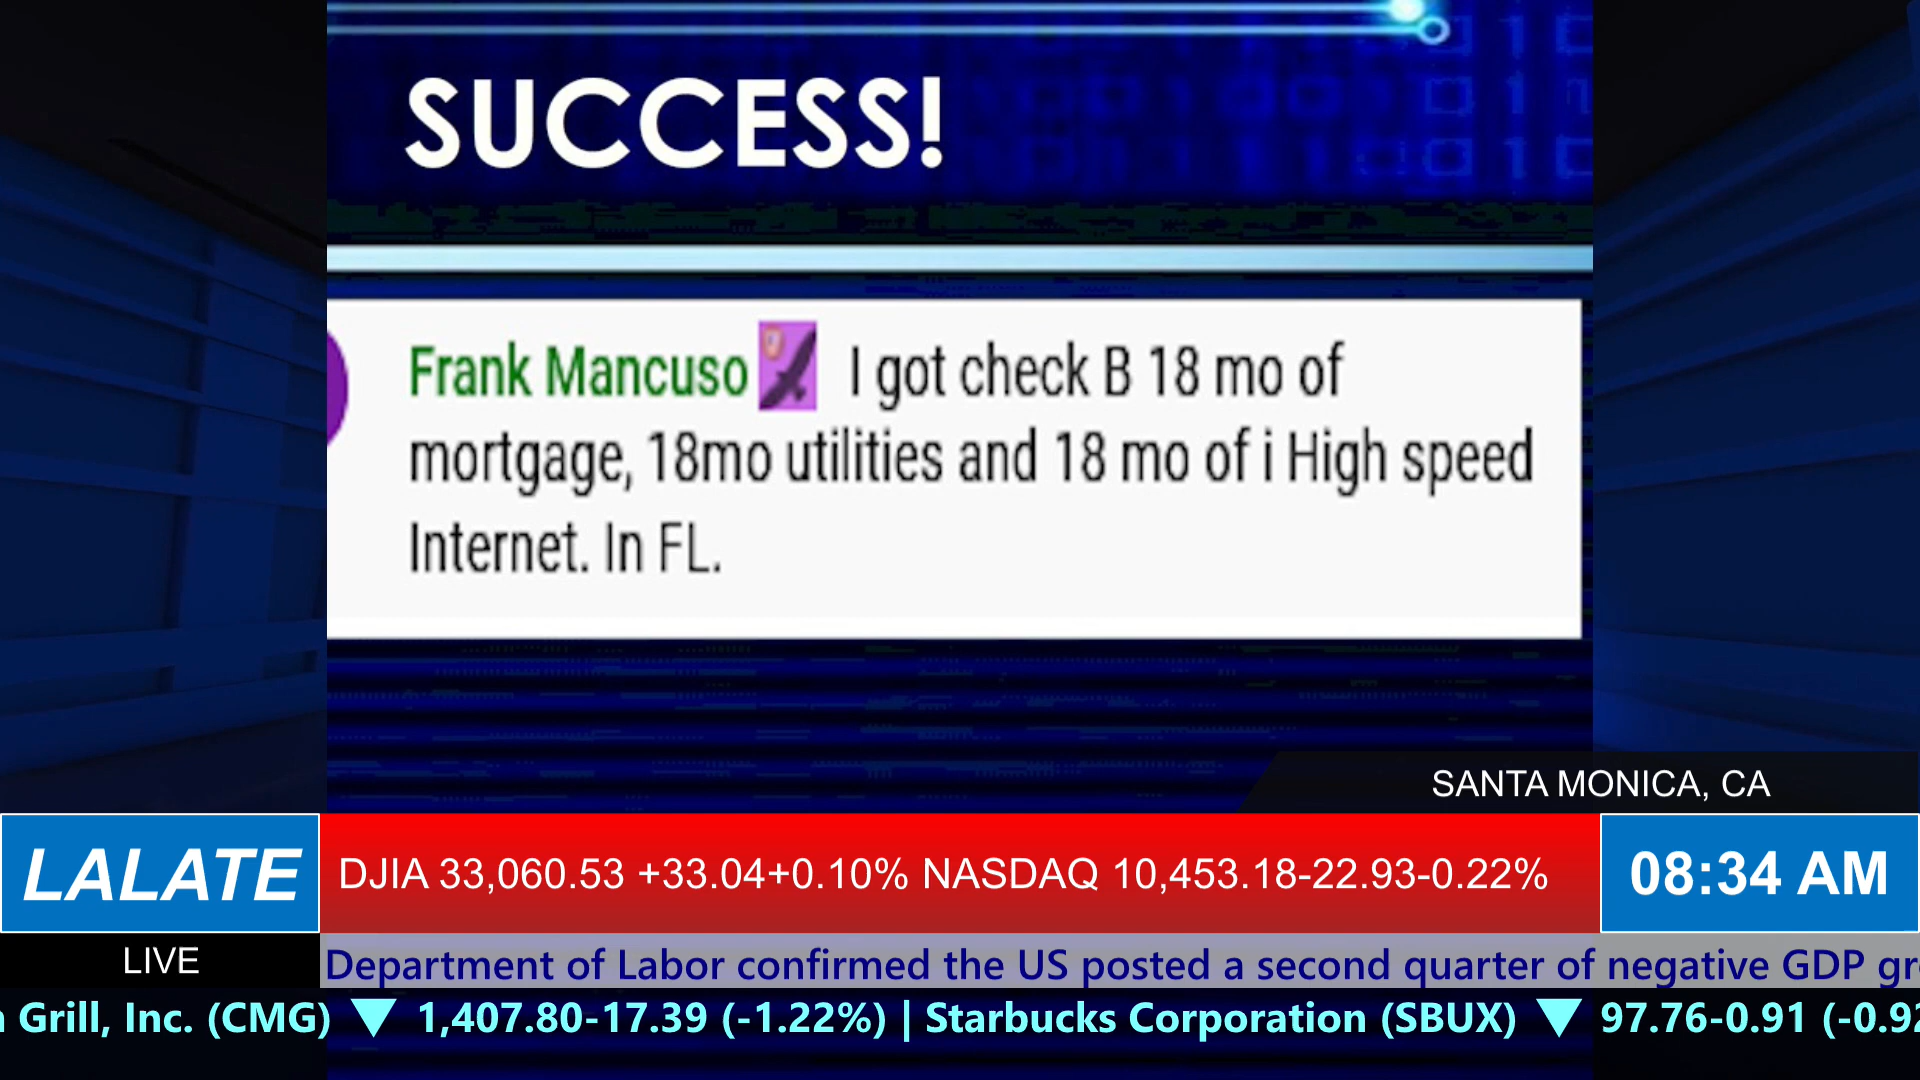 SUCCESS!
Frank Mancuso I got check B 18 mo of
mortgage, 18mo utilities and 18 mo of i High speed
Internet. In FL.
SANTA MONICA, CA
LALATE
DJIA 33,060.53 +33.04+0.10% NASDAQ 10,453.18-22.93-0.22%
08:34 AM
LIVE
Department of Labor confirmed the US posted a second quarter of negative GDP
Grill, Inc. (CMG) ▼ 1,407.80-17.39 (-1.22%) | Starbucks Corporation (SBUX) ▼ 97.76-0.91